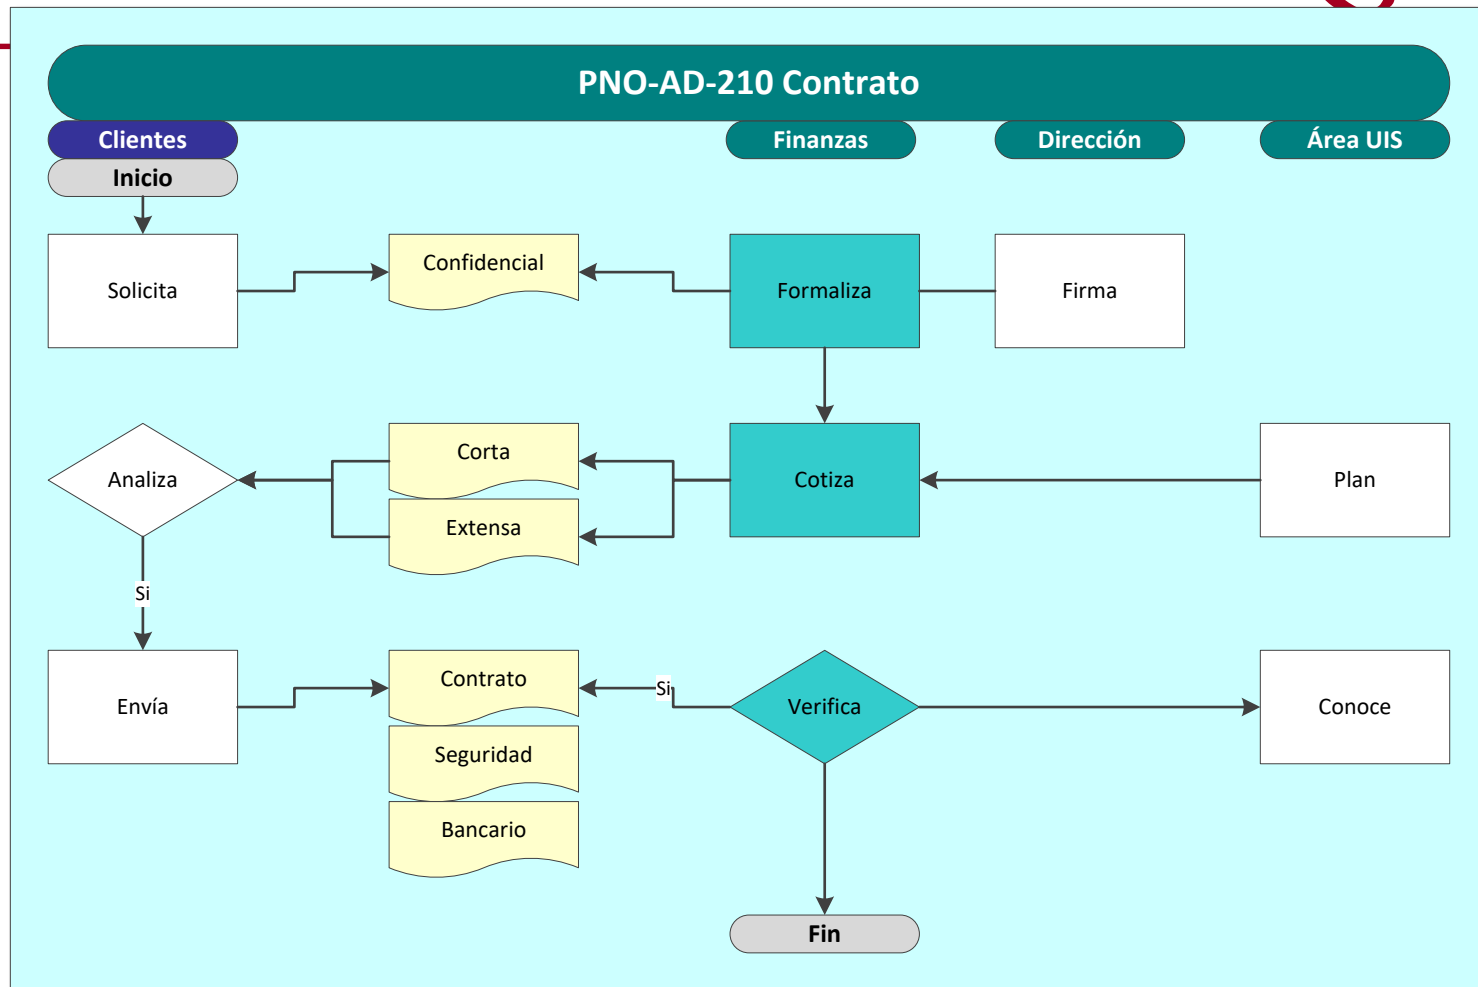 PNO-AD-210 Contrato
Clientes
Finanzas
Dirección
Área UIS
Inicio
Solicita
Confidencial
Formaliza
Firma
Analiza
Corta
Extensa
Cotiza
Plan
Si
Envía
Contrato
Si
Verifica
Conoce
Seguridad
Bancario
Fin